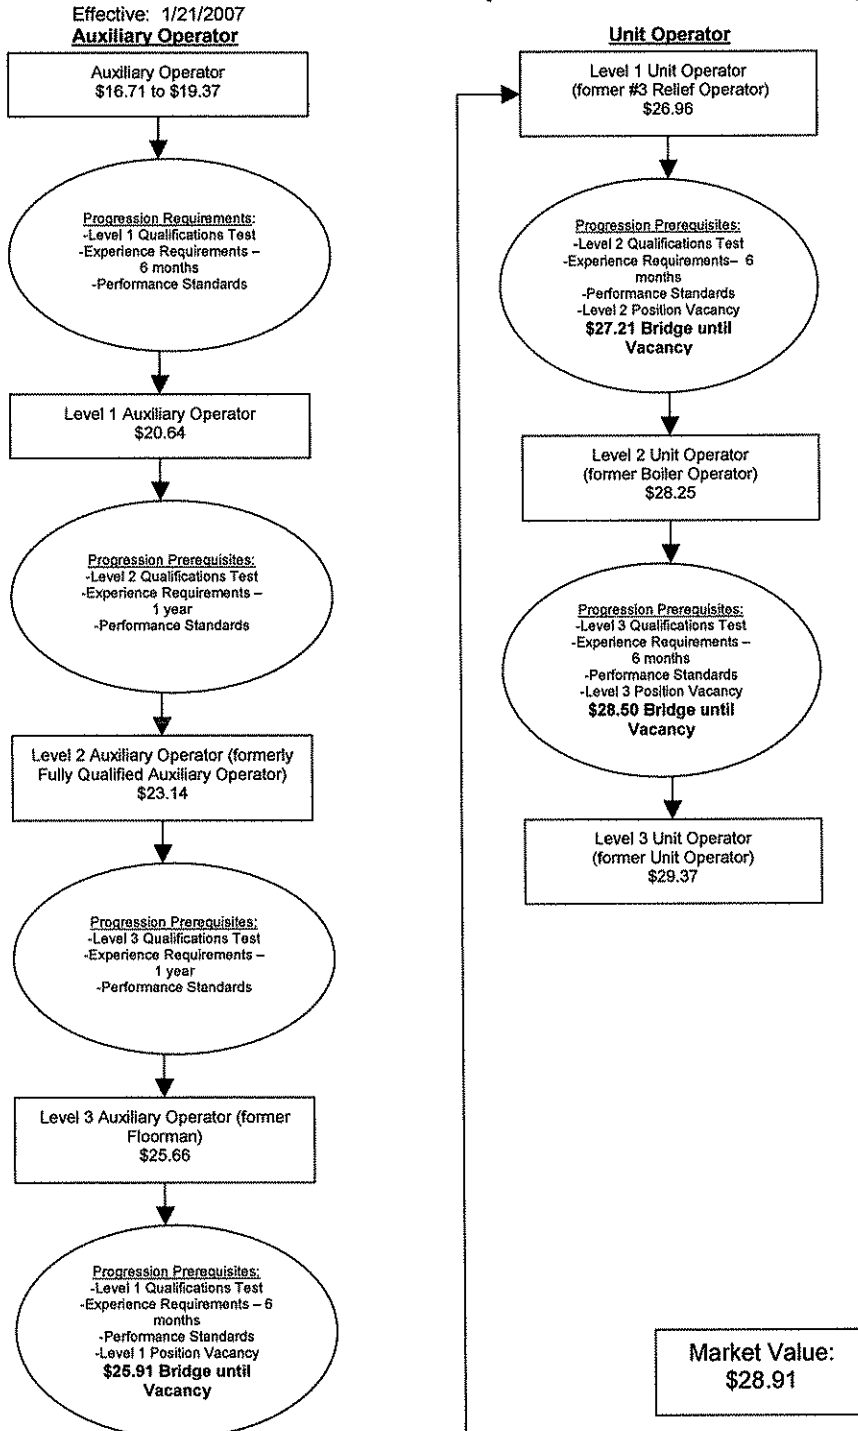 Effective: 1/21/2007
Auxiliary Operator
Auxiliary Operator
$16.71 to $19.37
Progression Requirements:
-Level 1 Qualifications Test
-Experience Requirements –
6 months
-Performance Standards
Level 1 Auxiliary Operator
$20.64
Progression Prerequisites:
-Level 2 Qualifications Test
-Experience Requirements –
1 year
-Performance Standards
Level 2 Auxiliary Operator (formerly
Fully Qualified Auxiliary Operator)
$23.14
Progression Prerequisites:
-Level 3 Qualifications Test
-Experience Requirements –
1 year
-Performance Standards
Level 3 Auxiliary Operator (former
Floorman)
$25.66
Progression Prerequisites:
-Level 1 Qualifications Test
-Experience Requirements – 6
months
-Performance Standards
-Level 1 Position Vacancy
$25.91 Bridge until
Vacancy
Unit Operator
Level 1 Unit Operator
(former #3 Relief Operator)
$26.96
Progression Prerequisites:
-Level 2 Qualifications Test
-Experience Requirements– 6
months
-Performance Standards
-Level 2 Position Vacancy
$27.21 Bridge until
Vacancy
Level 2 Unit Operator
(former Boiler Operator)
$28.25
Progression Prerequisites:
-Level 3 Qualifications Test
-Experience Requirements –
6 months
-Performance Standards
-Level 3 Position Vacancy
$28.50 Bridge until
Vacancy
Level 3 Unit Operator
(former Unit Operator)
$29.37
Market Value:
$28.91